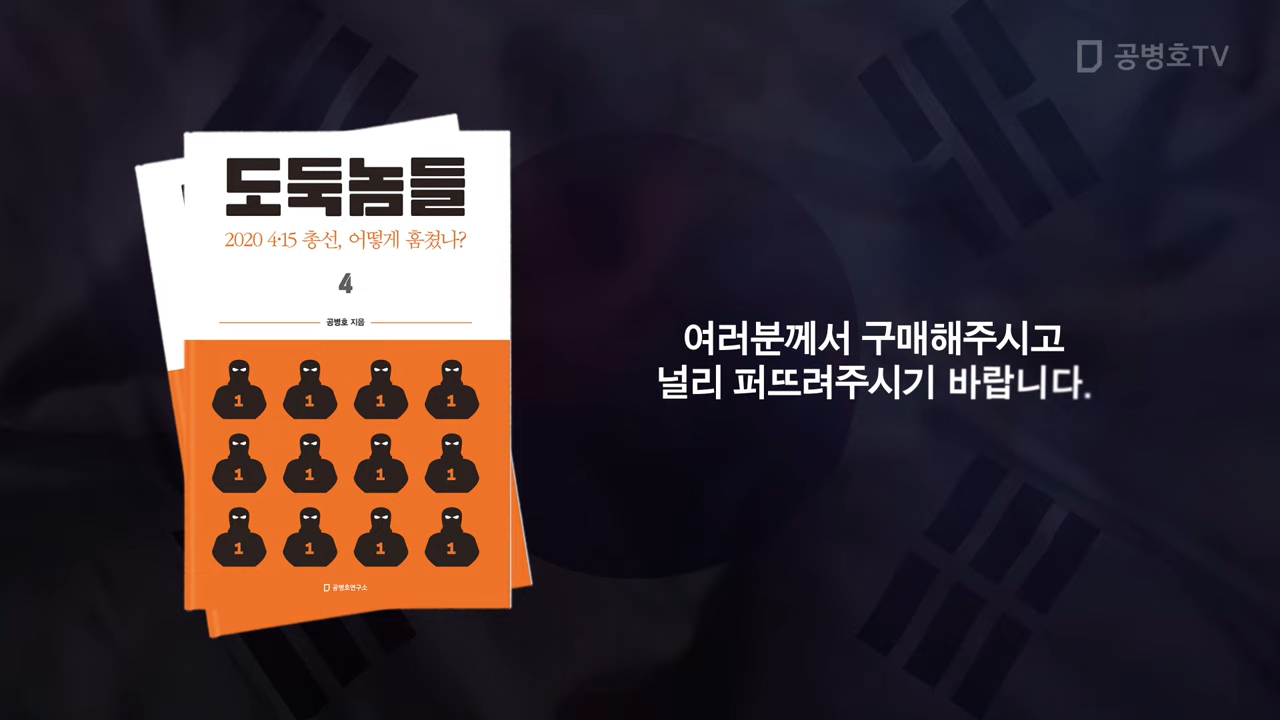 공병호TV
도둑놈들
2020 4·15 총선, 어떻게 훔쳤나?
4
공병호 지음
1 1 1 1
1 1 1 1
1 1 1 1
공병호연구소
여러분께서 구매해주시고
널리 퍼뜨려주시기 바랍니다.